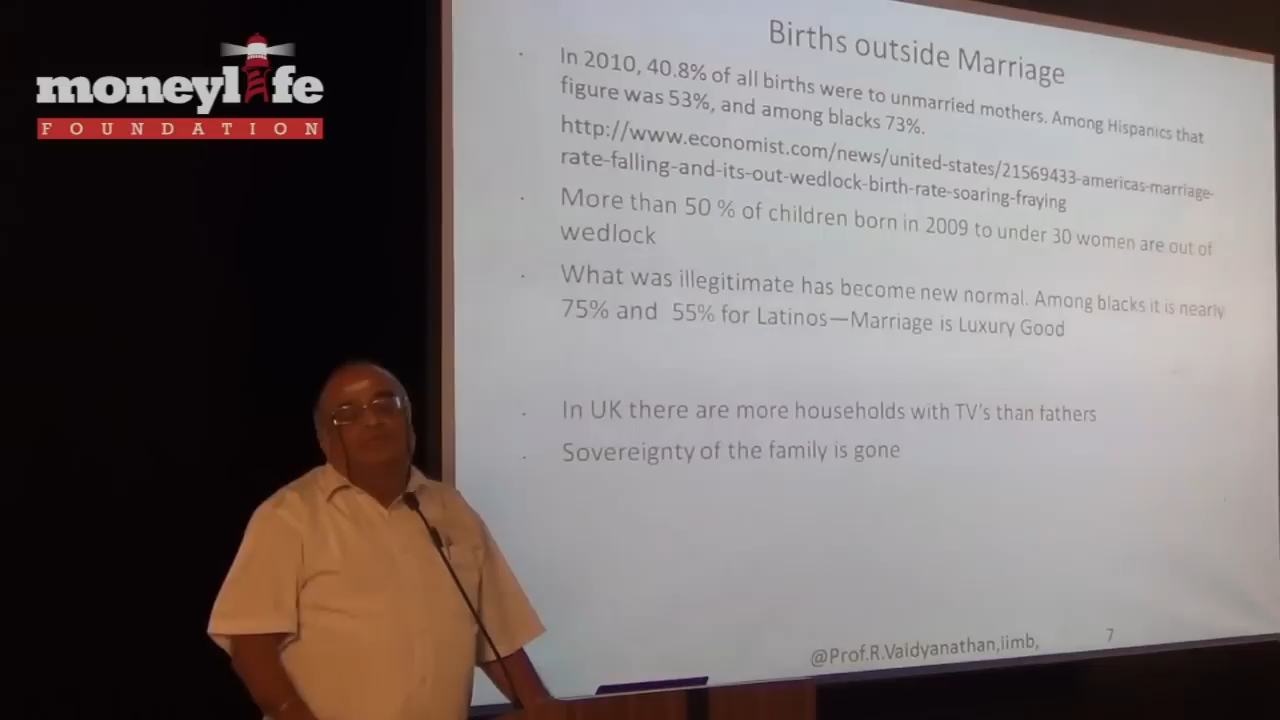 moneylife
FOUNDATION
Births outside Marriage
In 2010, 40.8% of all births were to unmarried mothers. Among Hispanics that
figure was 53%, and among blacks 73%.
http://www.economist.com/news/united-states/21569433-americas-marriage-
rate-falling-and-its-out-wedlock-birth-rate-soaring-fraying
More than 50 % of children born in 2009 to under 30 women are out of
wedlock
What was illegitimate has become new normal. Among blacks it is nearly
75% and 55% for Latinos—Marriage is Luxury Good
In UK there are more households with TV's than fathers
Sovereignty of the family is gone
@Prof.R.Vaidyanathan,iimb,
7